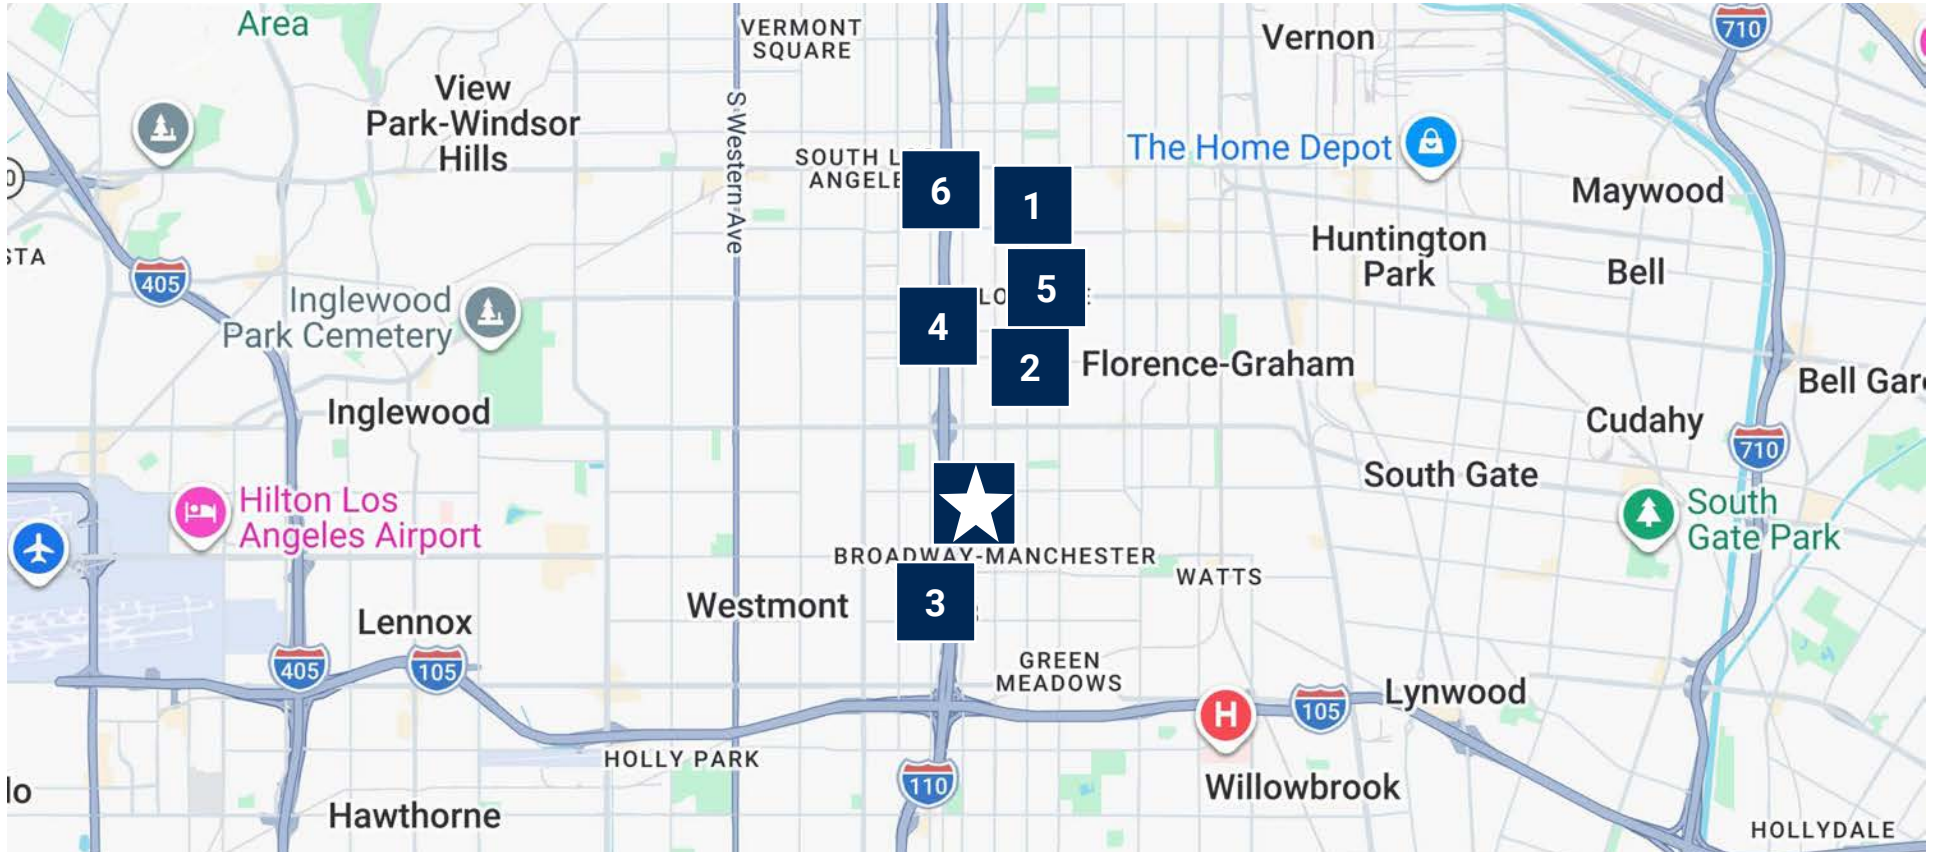 Area
VERMONT
SQUARE
Vernon
710
View
Park-Windsor
Hills
S Western Ave
SOUTH L
ANGELE
6
1
The Home Depot
Maywood
Huntington
Park
Bell
STA
405
Inglewood
Park Cemetery
5
4
2
Florence-Graham
Bell Gar
Inglewood
Cudahy
710
South Gate
Hilton Los
Angeles Airport
South
Gate Park
BROADWAY-MANCHESTER
WATTS
3
Westmont
Lennox
405
105
GREEN
MEADOWS
H
105
Lynwood
HOLLY PARK
110
Willowbrook
lo
Hawthorne
HOLLYDALE